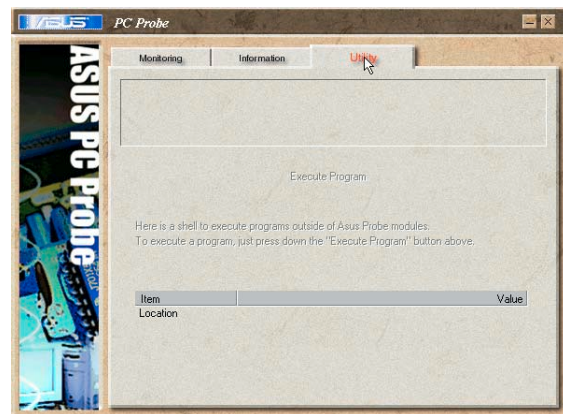 ASUS PC Probe
Monitoring Information Utility
ASUS PC Probe
Execute Program
Here is a shell to execute programs outside of Asus Probe modules:
To execute a program, just press down the "Execute Program" button above.
Item Value
Location